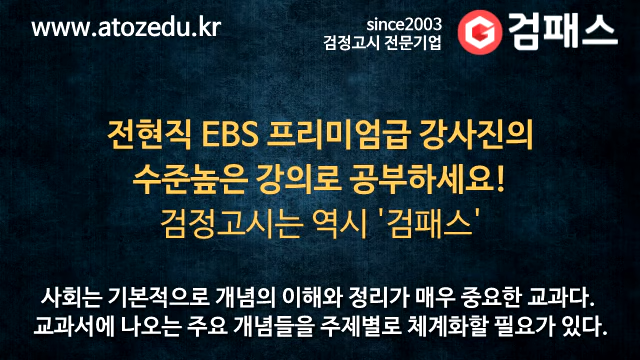 www.atozedu.kr
since2003
검정고시 전문기업
검패스
전현직 EBS 프리미엄급 강사진의
수준높은 강의로 공부하세요!
검정고시는 역시 '검패스'
사회는 기본적으로 개념의 이해와 정리가 매우 중요한 교과다.
교과서에 나오는 주요 개념들을 주제별로 체계화할 필요가 있다.